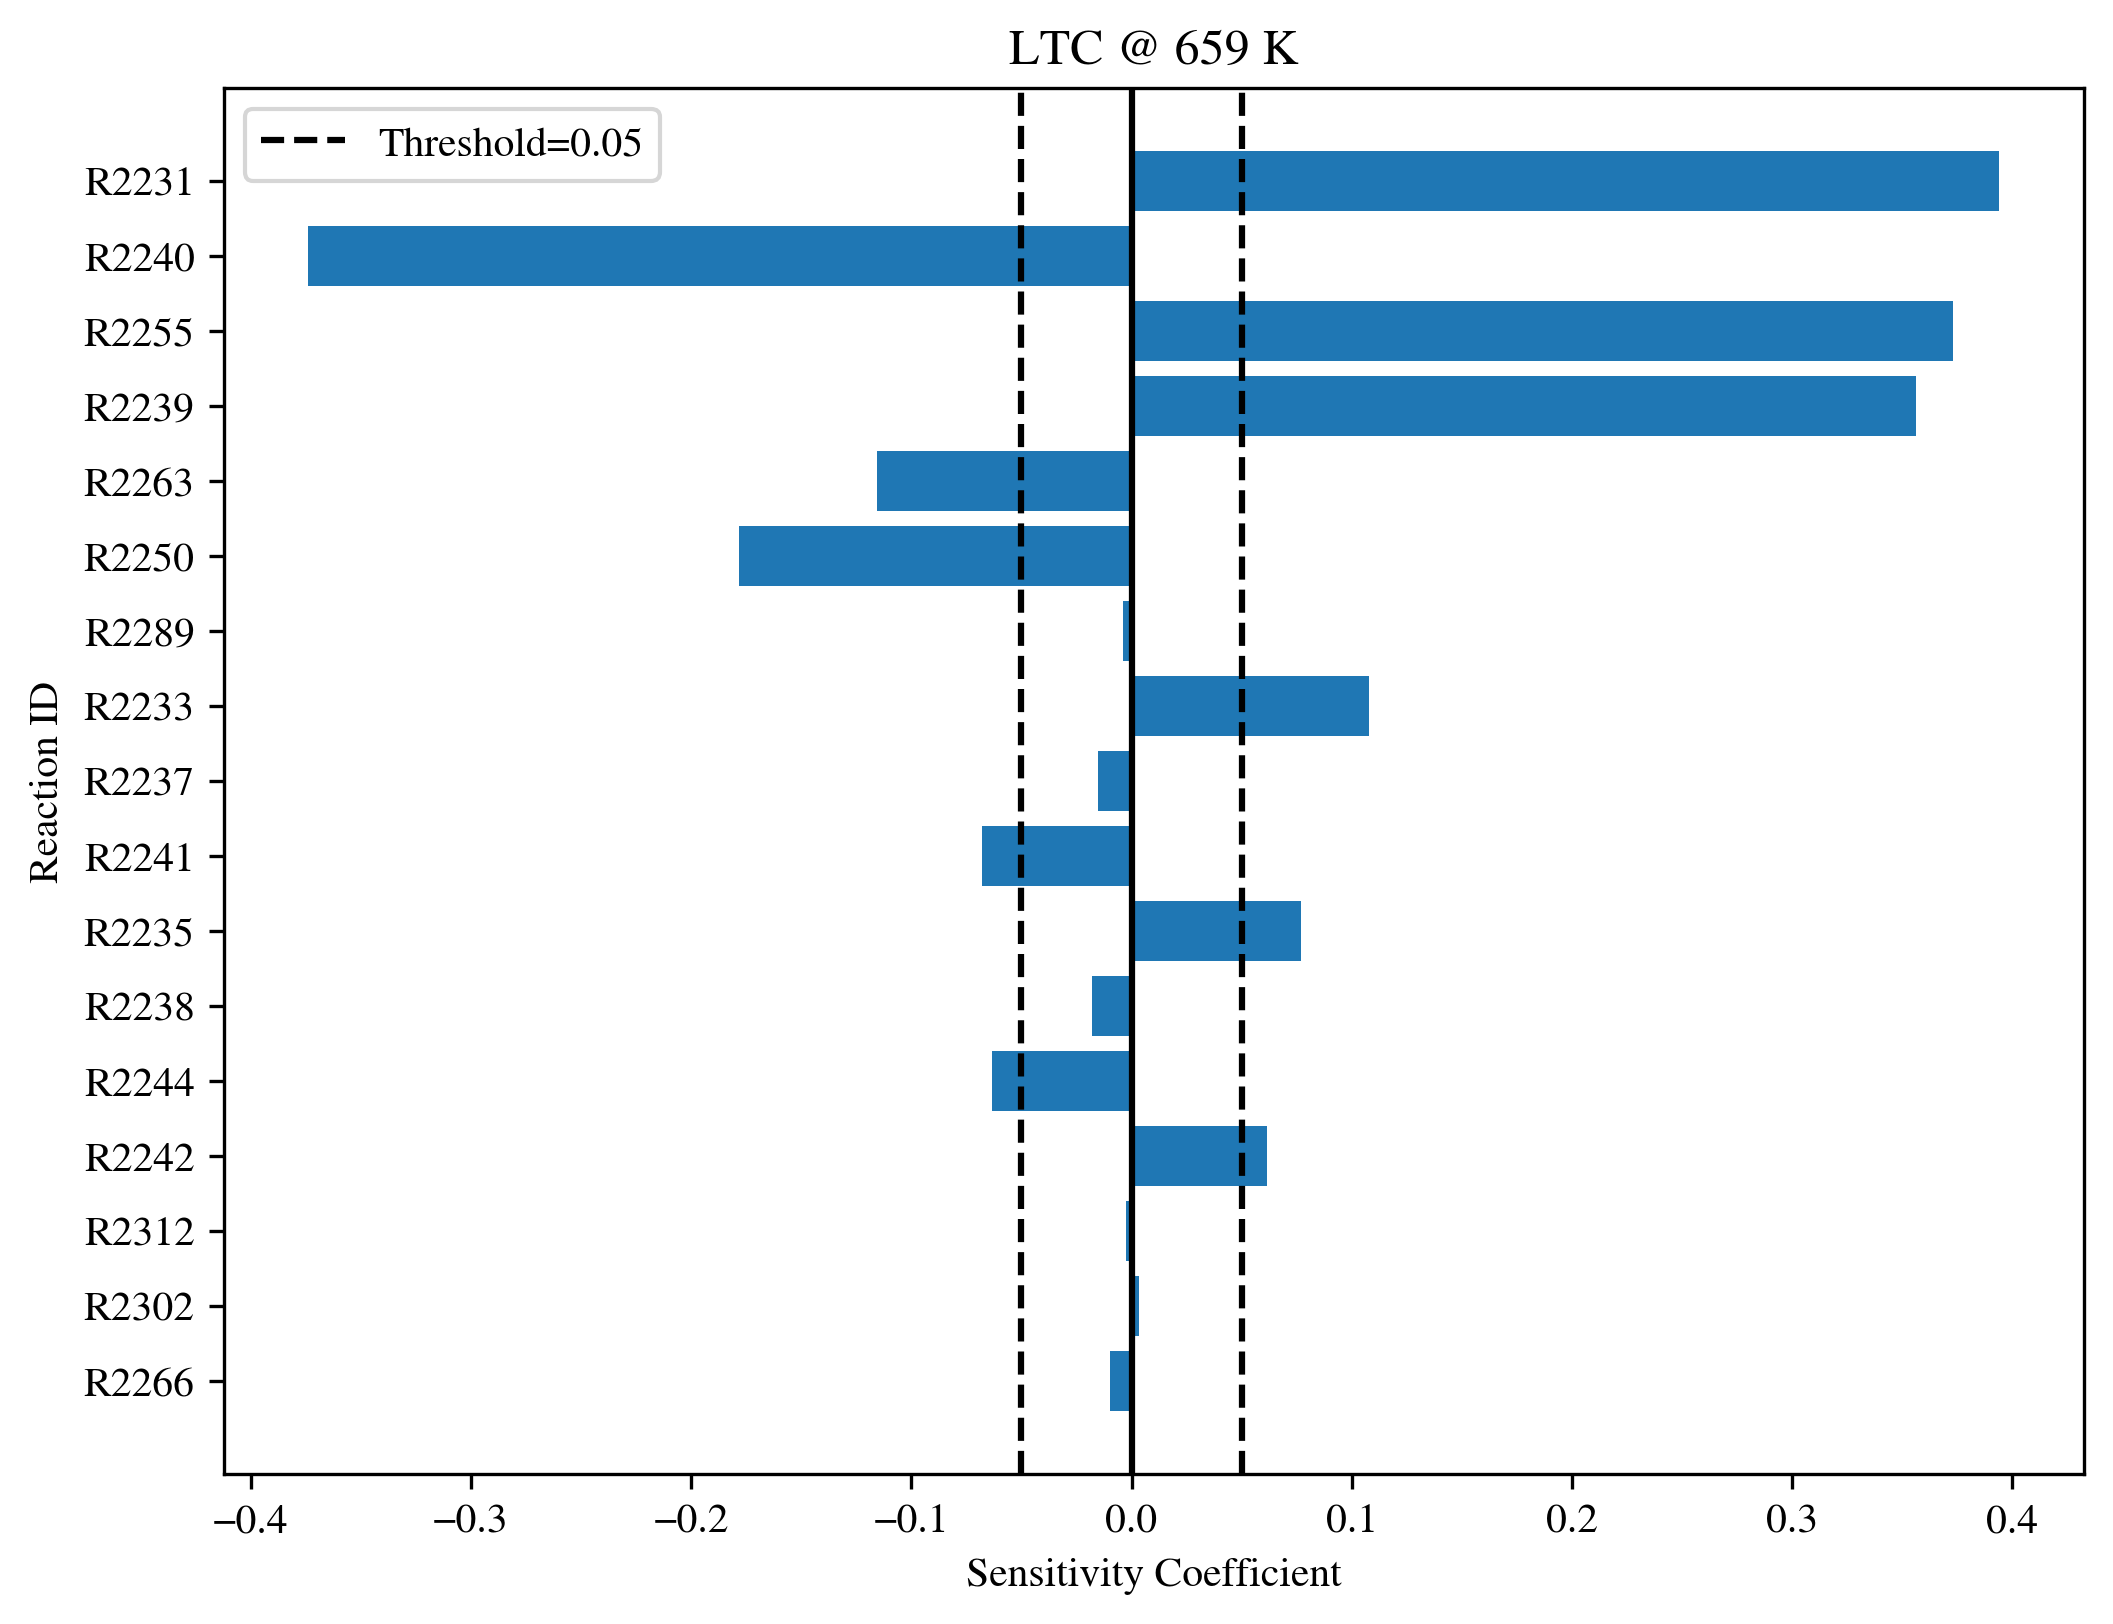 LTC @ 659 K
Threshold=0.05
Reaction ID
R2231
R2240
R2255
R2239
R2263
R2250
R2289
R2233
R2237
R2241
R2235
R2238
R2244
R2242
R2312
R2302
R2266
−0.4 −0.3 −0.2 −0.1 0.0 0.1 0.2 0.3 0.4
Sensitivity Coefficient